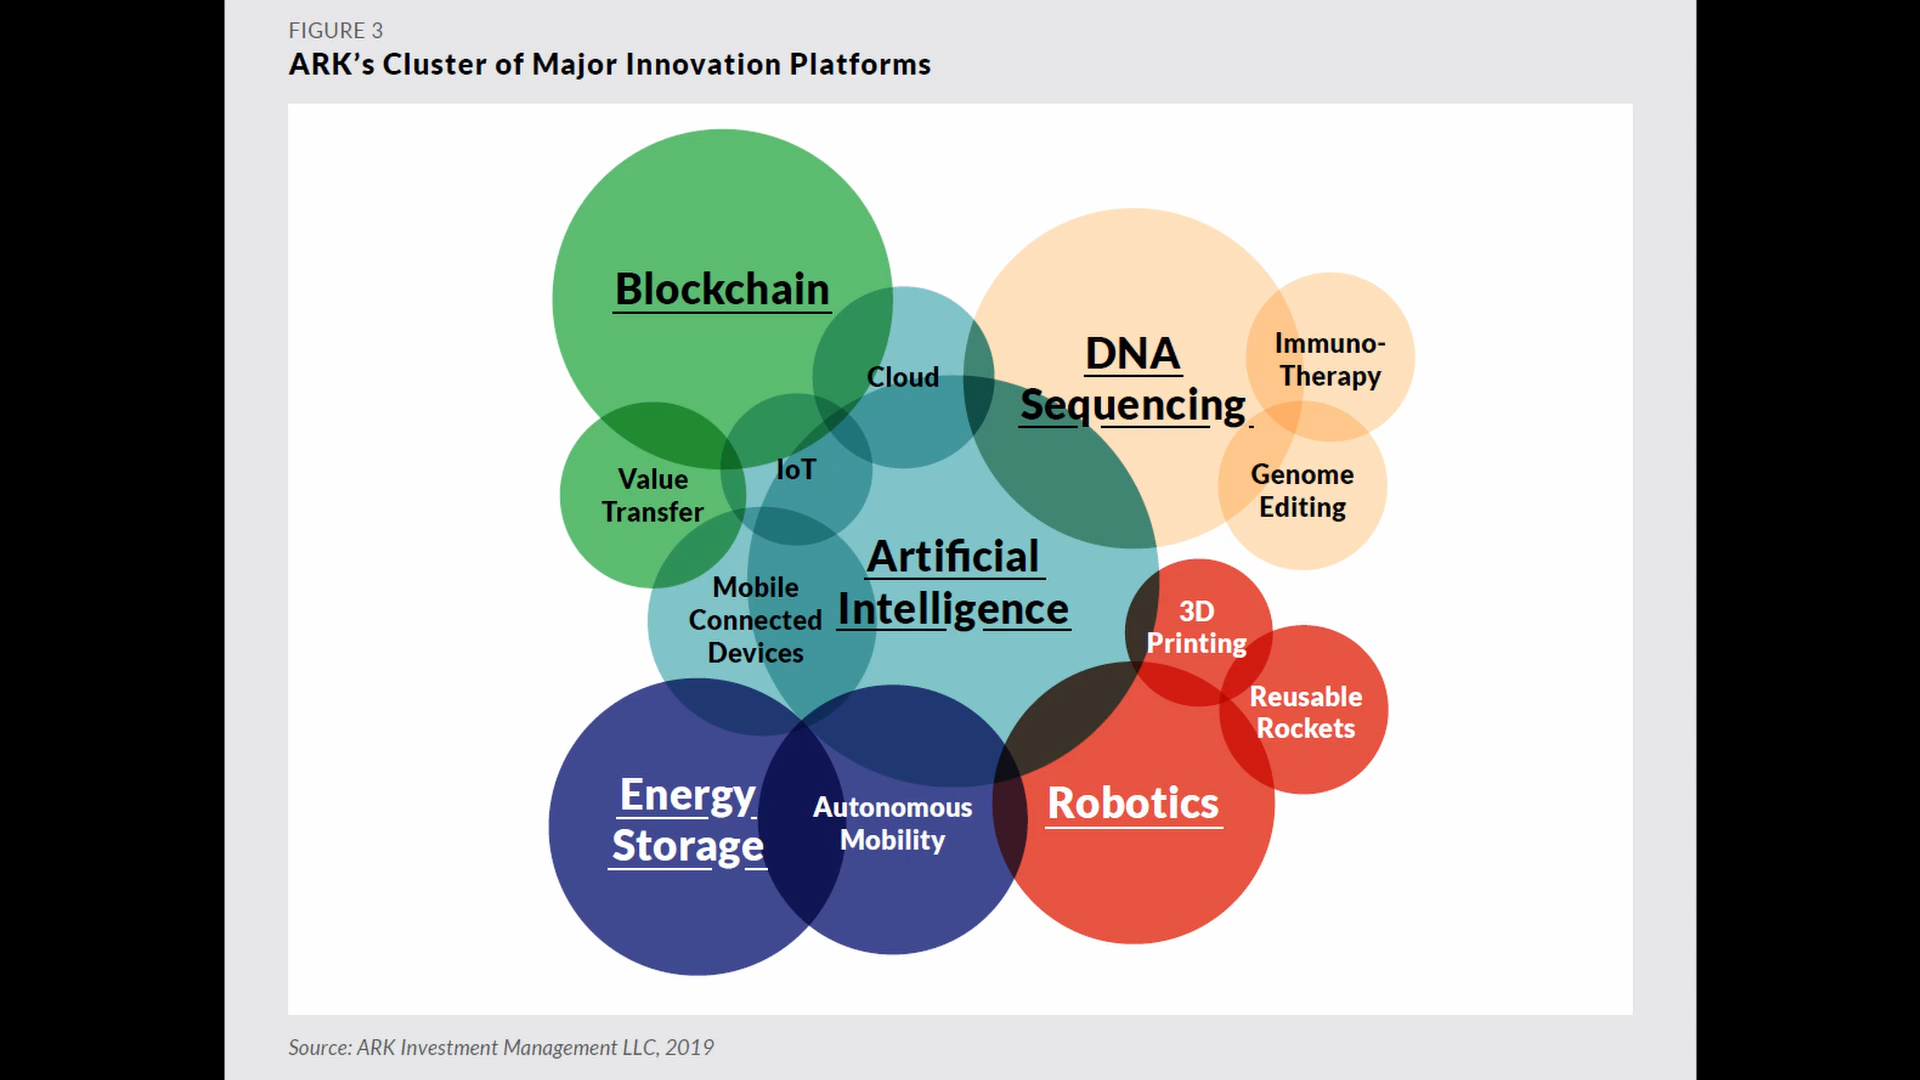 FIGURE 3
ARK's Cluster of Major Innovation Platforms
Blockchain
DNA
Sequencing
Immuno-
Therapy
Cloud
IoT
Value
Transfer
Genome
Editing
Artificial
Intelligence
Mobile
Connected
Devices
3D
Printing
Reusable
Rockets
Energy
Storage
Autonomous
Mobility
Robotics
Source: ARK Investment Management LLC, 2019